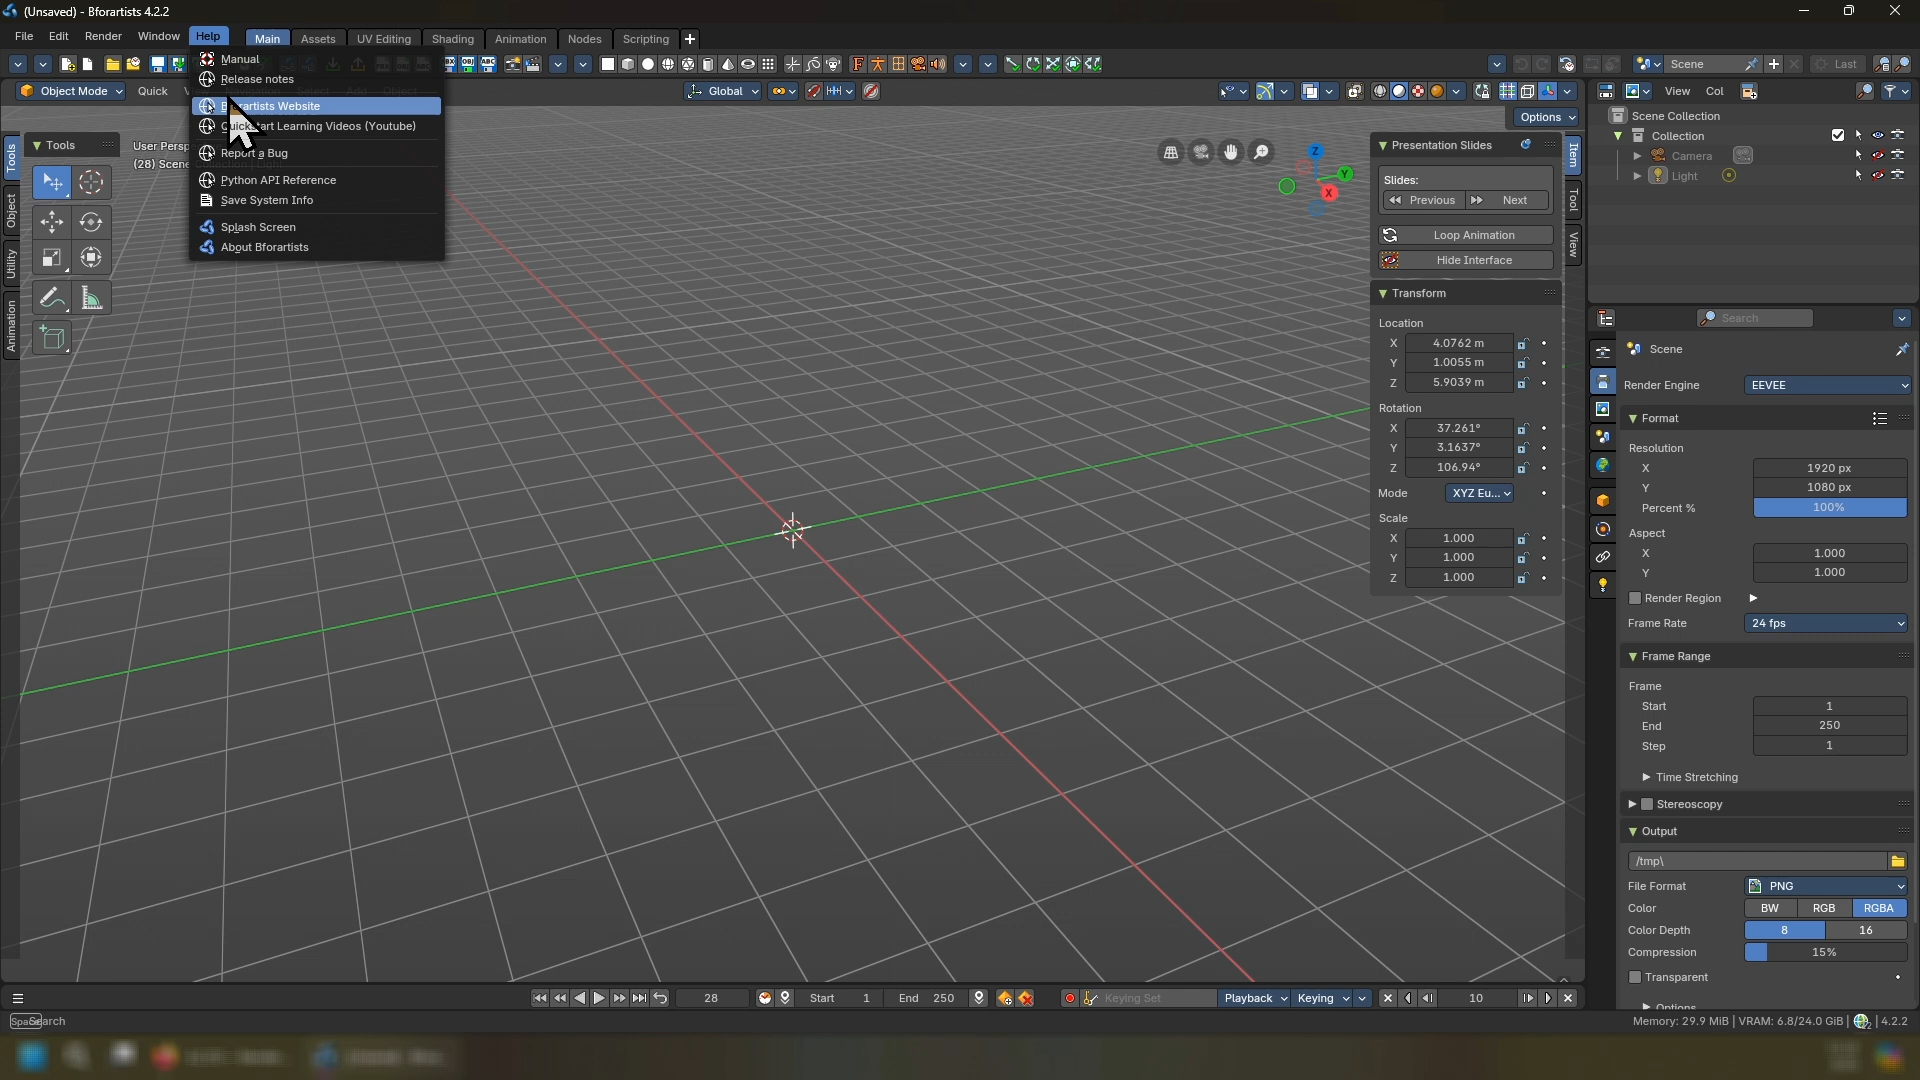 (Unsaved) - Bforartists 4.2.2
File Edit Render Window Help Main Assets UV Editing Shading Animation Nodes Scripting
Scene Last
Object Mode Quick Global View Col
Manual
Release notes
Bforartists Website
Quickstart Learning Videos (Youtube)
Report a Bug
Python API Reference
Save System Info
Splash Screen
About Bforartists
Tools
Tools
Object
Utility
Animation
User Persp
(28) Scene
Options
Z
Y
X
Item
Tool
View
Presentation Slides
Slides:
Previous Next
Loop Animation
Hide Interface
Transform
Location
X 4.0762 m
Y 1.0055 m
Z 5.9039 m
Rotation
X 37.261°
Y 3.1637°
Z 106.94°
Mode XYZ Eu...
Scale
X 1.000
Y 1.000
Z 1.000
Scene Collection
Collection
Camera
Light
Search
Scene
Render Engine EEVEE
Format
Resolution
X 1920 px
Y 1080 px
Percent % 100%
Aspect
X 1.000
Y 1.000
Render Region
Frame Rate 24 fps
Frame Range
Frame
Start 1
End 250
Step 1
Time Stretching
Stereoscopy
Output
/tmp\
File Format PNG
Color BW RGB RGBA
Color Depth 8 16
Compression 15%
Transparent
Options
28 Start 1 End 250 Keying Set Playback Keying 10
Space Search
Memory: 29.9 MiB | VRAM: 6.8/24.0 GiB | 4.2.2